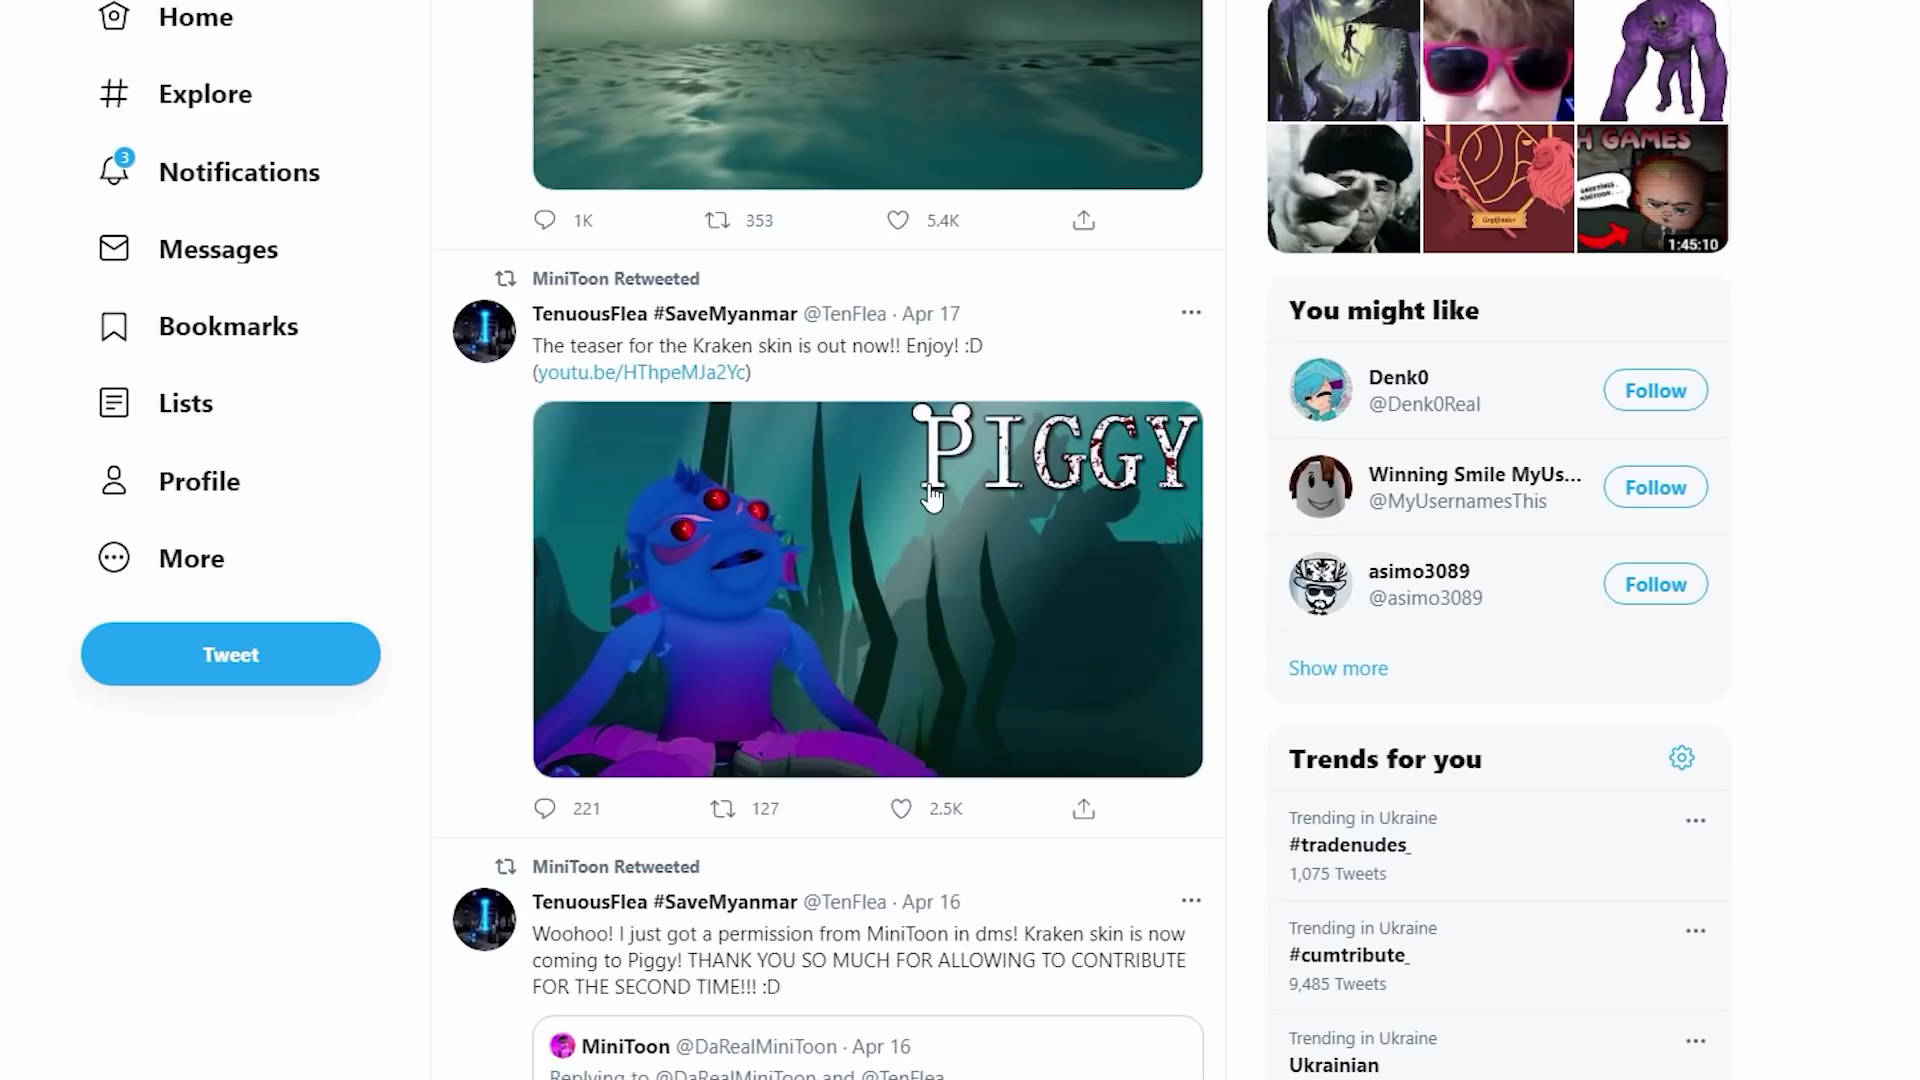 Home
Explore
3
Notifications
Messages
Bookmarks
Lists
Profile
More
Tweet
1K
353
5.4K
MiniToon Retweeted
TenuousFlea #SaveMyanmar @TenFlea · Apr 17
The teaser for the Kraken skin is out now!! Enjoy! :D
(youtu.be/HThpeMJa2Yc)
PIGGY
221
127
2.5K
MiniToon Retweeted
TenuousFlea #SaveMyanmar @TenFlea · Apr 16
Woohoo! I just got a permission from MiniToon in dms! Kraken skin is now
coming to Piggy! THANK YOU SO MUCH FOR ALLOWING TO CONTRIBUTE
FOR THE SECOND TIME!!! :D
MiniToon @DaRealMiniToon · Apr 16
Replying to @DaRealMiniToon and @TenFlea
H GAMES
1:45:10
You might like
Denk0
@Denk0Real
Follow
Winning Smile MyUs...
@MyUsernamesThis
Follow
asimo3089
@asimo3089
Follow
Show more
Trends for you
Trending in Ukraine
#tradenudes_
1,075 Tweets
Trending in Ukraine
#cumtribute_
9,485 Tweets
Trending in Ukraine
Ukrainian